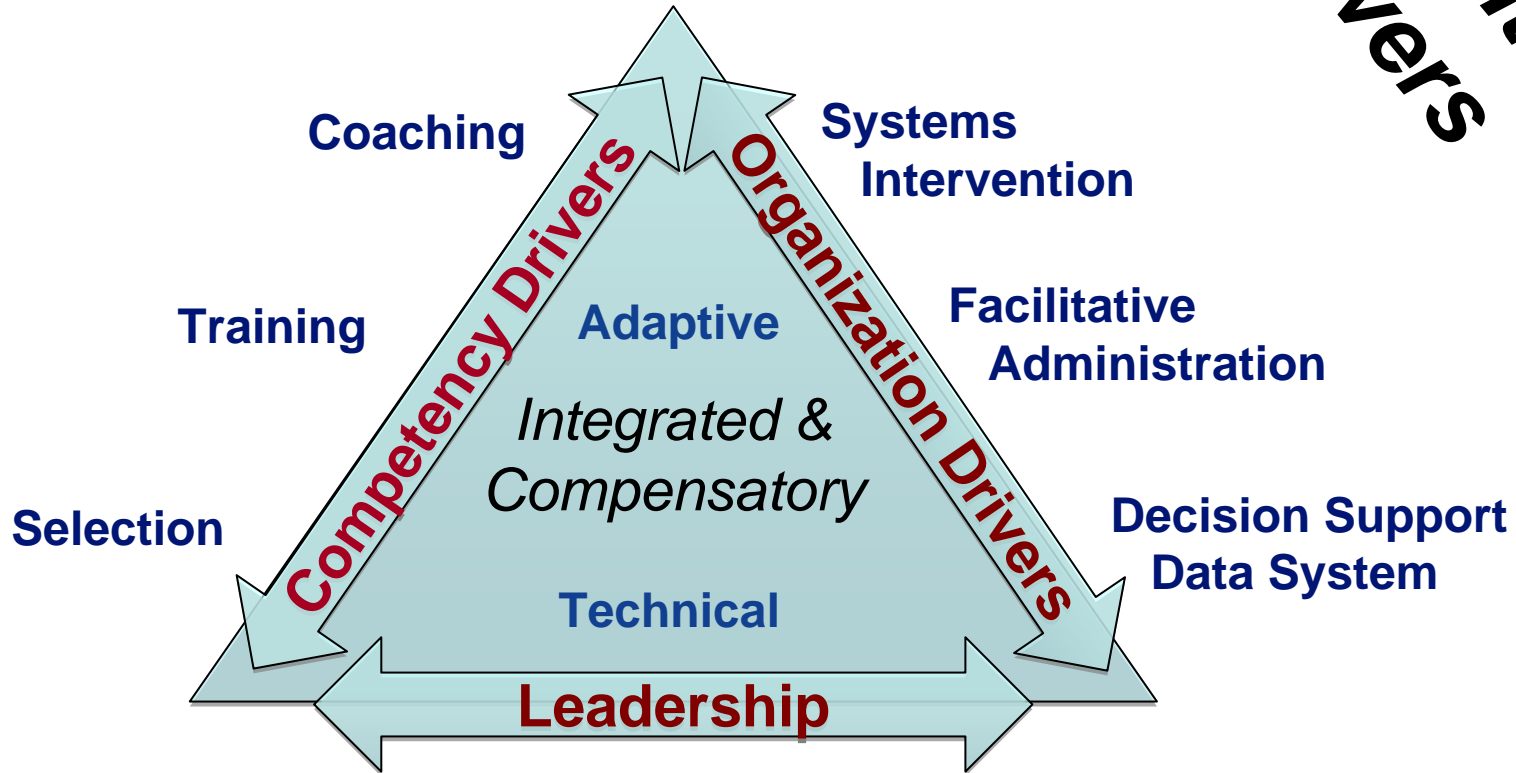 Coaching
Systems
Intervention
Competency Drivers
Organization Drivers
Training
Adaptive
Facilitative
Administration
Integrated &
Compensatory
Selection
Decision Support
Data System
Technical
Leadership